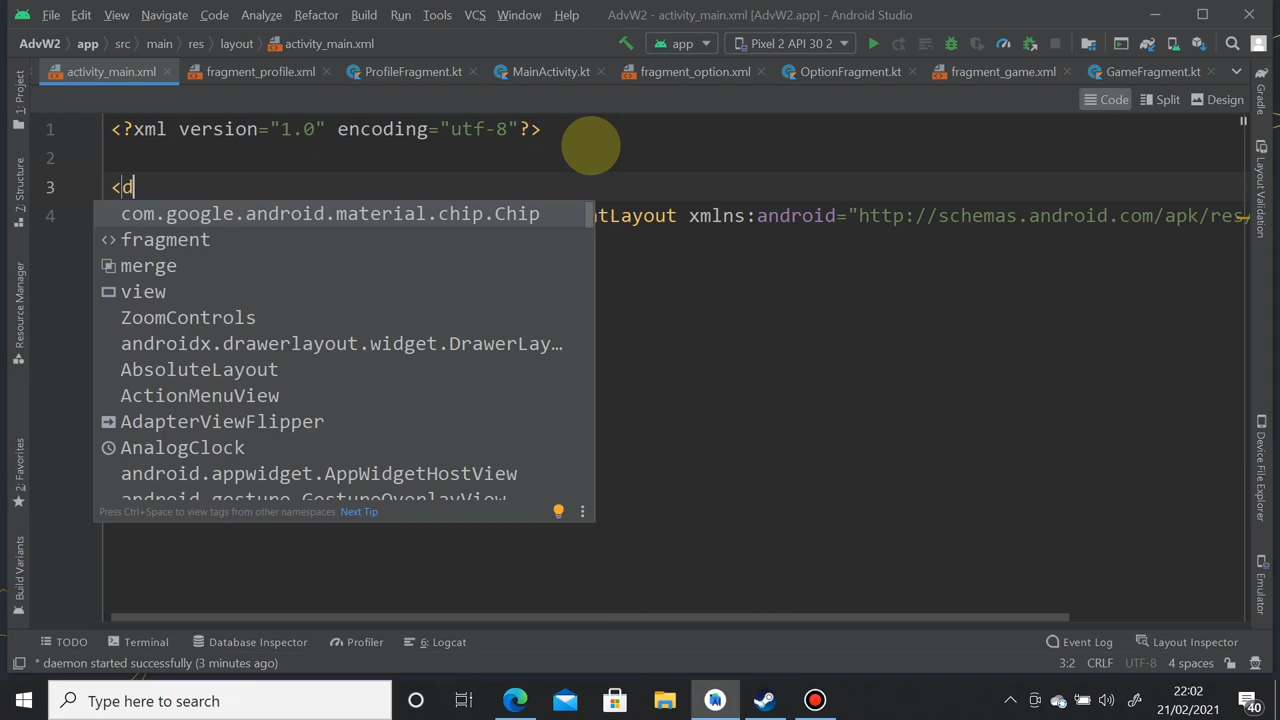 File Edit View Navigate Code Analyze Refactor Build Run Tools VCS Window Help AdvW2 - activity_main.xml [AdvW2.app] - Android Studio
AdvW2 app src main res layout activity_main.xml app Pixel 2 API 30 2
activity_main.xml fragment_profile.xml ProfileFragment.kt MainActivity.kt fragment_option.xml OptionFragment.kt fragment_game.xml GameFragment.kt
Code Split Design
1 <?xml version="1.0" encoding="utf-8"?>
2
3 <d
4 ntLayout xmlns:android="http://schemas.android.com/apk/res/
com.google.android.material.chip.Chip
fragment
merge
view
ZoomControls
androidx.drawerlayout.widget.DrawerLay…
AbsoluteLayout
ActionMenuView
AdapterViewFlipper
AnalogClock
android.appwidget.AppWidgetHostView
android.gesture.GestureOverlayView
Press Ctrl+Space to view tags from other namespaces Next Tip
1: Project
Z: Structure
Resource Manager
2: Favorites
Build Variants
Gradle
Layout Validation
Device File Explorer
Emulator
TODO Terminal Database Inspector Profiler 6: Logcat Event Log Layout Inspector
* daemon started successfully (3 minutes ago) 3:2 CRLF UTF-8 4 spaces
Type here to search
22:02
21/02/2021
40